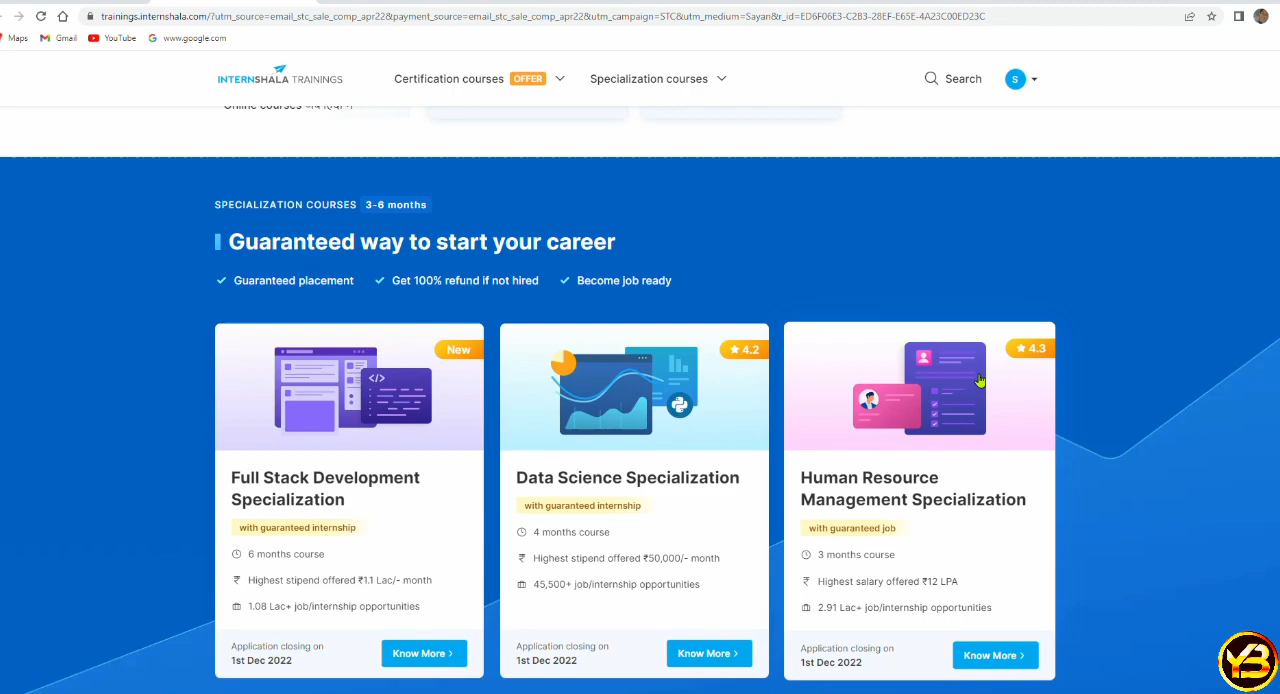 trainings.internshala.com/?utm_source=email_stc_sale_comp_apr22&payment_source=email_stc_sale_comp_apr22&utm_campaign=STC&utm_medium=Sayan&r_id=ED6F06E3-C2B3-28EF-E65E-4A23C00ED23C
Maps Gmail YouTube www.google.com
INTERNSHALA TRAININGS Certification courses OFFER Specialization courses Search S
Online courses
SPECIALIZATION COURSES 3-6 months
Guaranteed way to start your career
Guaranteed placement Get 100% refund if not hired Become job ready
New
4.2
4.3
Full Stack Development
Specialization
with guaranteed internship
6 months course
Highest stipend offered ₹1.1 Lac/- month
1.08 Lac+ job/internship opportunities
Application closing on
1st Dec 2022
Know More
Data Science Specialization
with guaranteed internship
4 months course
Highest stipend offered ₹50,000/- month
45,500+ job/internship opportunities
Application closing on
1st Dec 2022
Know More
Human Resource
Management Specialization
with guaranteed job
3 months course
Highest salary offered ₹12 LPA
2.91 Lac+ job/internship opportunities
Application closing on
1st Dec 2022
Know More
YB